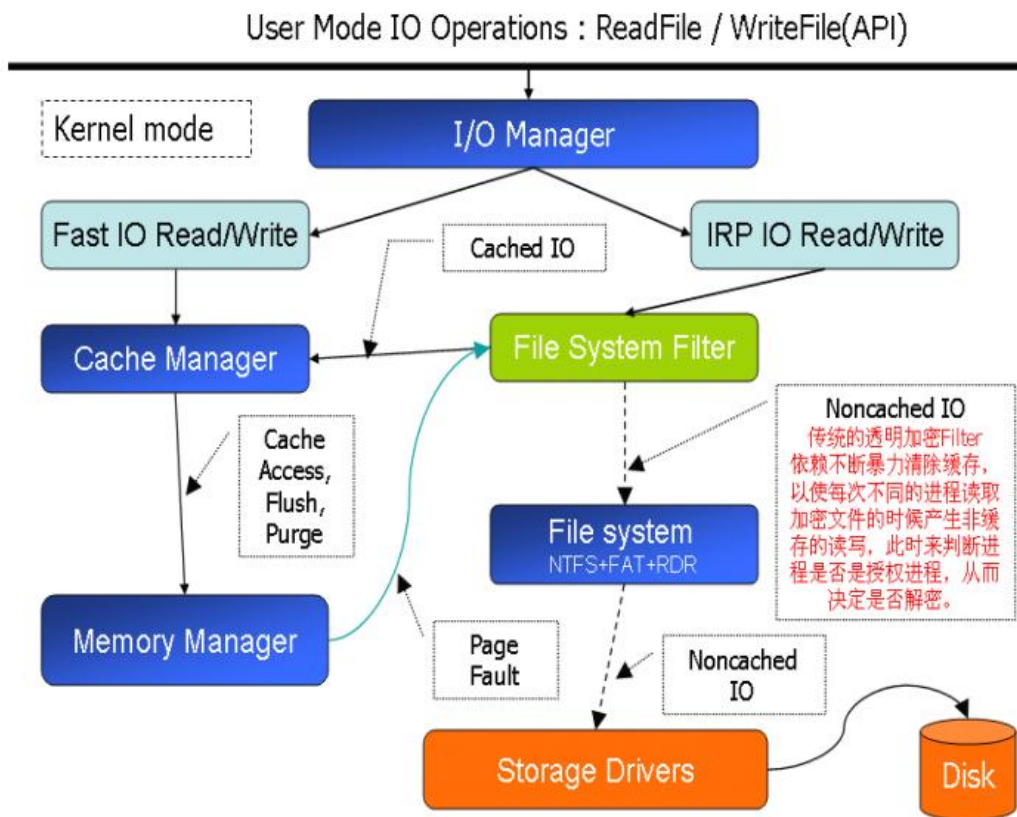 User Mode IO Operations : ReadFile / WriteFile(API)
Kernel mode
I/O Manager
Fast IO Read/Write
Cached IO
IRP IO Read/Write
Cache Manager
File System Filter
Cache
Access,
Flush,
Purge
Noncached IO
传统的透明加密Filter
依赖不断暴力清除缓存，
以使每次不同的进程读取
加密文件的时候产生非缓
存的读写，此时来判断进
程是否是授权进程，从而
决定是否解密。
File system
NTFS+FAT+RDR
Memory Manager
Page
Fault
Noncached
IO
Storage Drivers
Disk